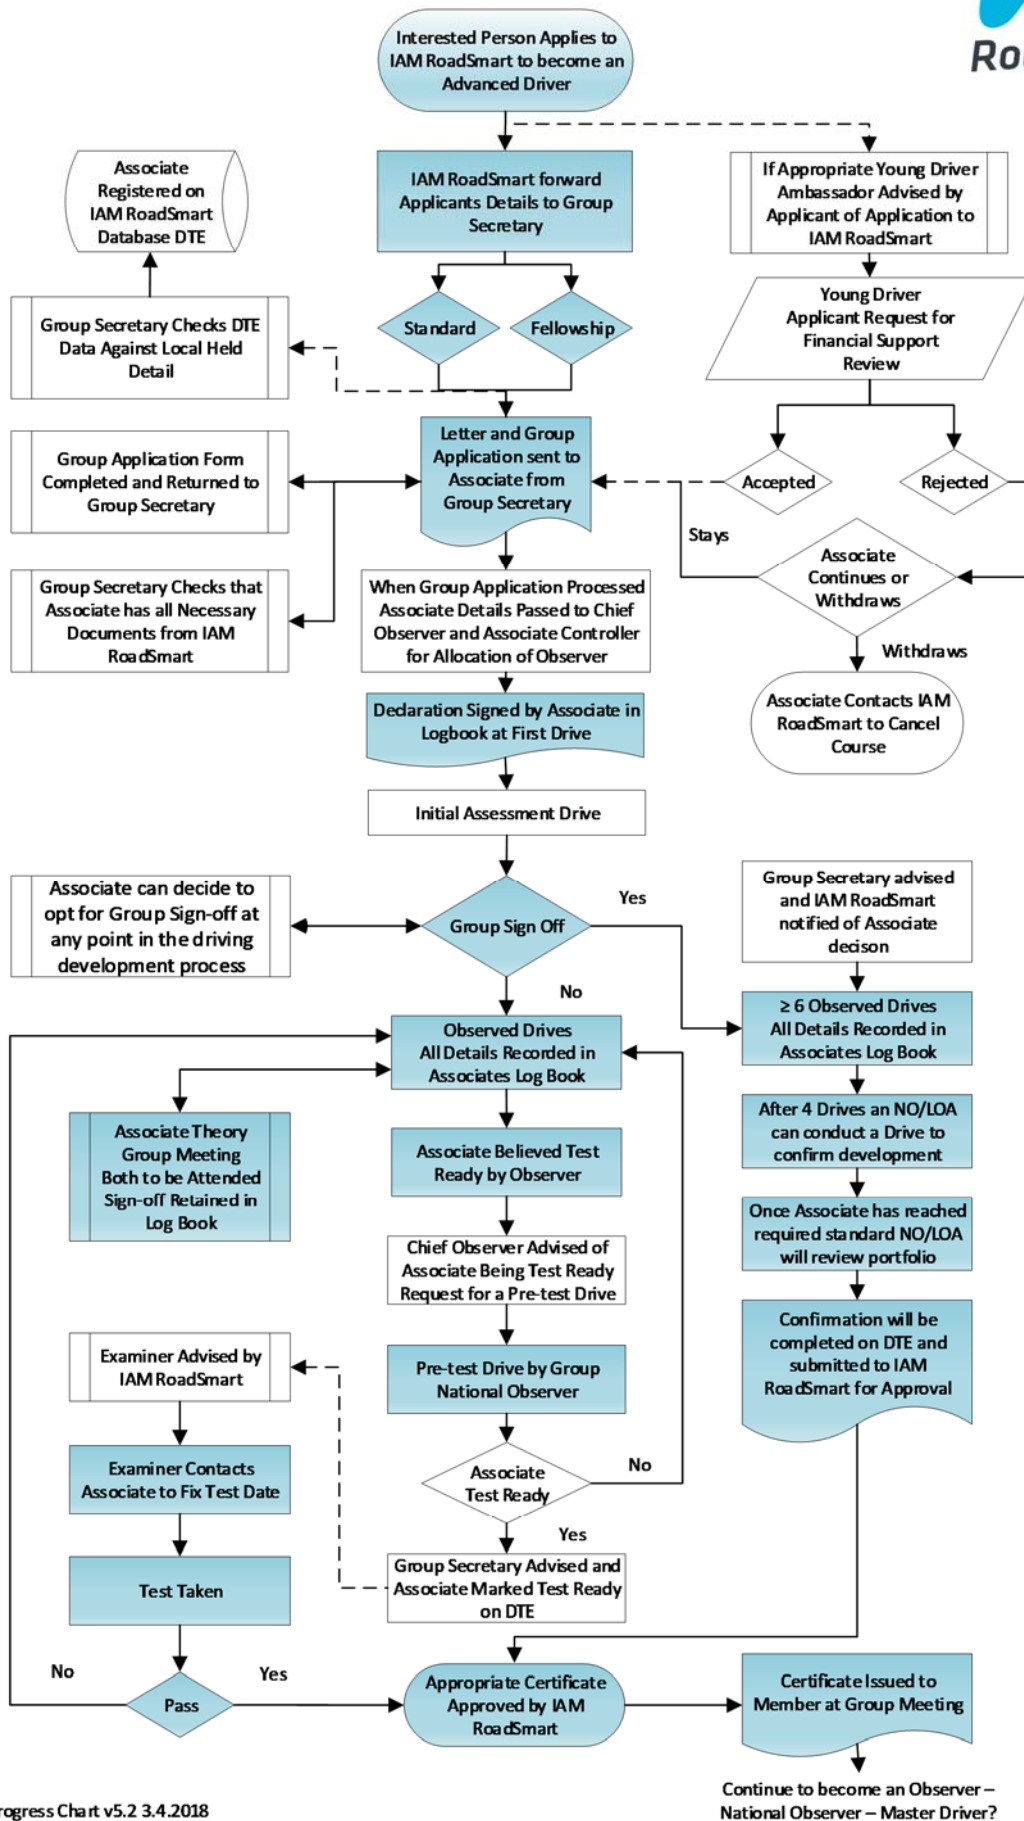 Interested Person Applies to
IAM RoadSmart to become an
Advanced Driver
Associate
Registered on
IAM RoadSmart
Database DTE
IAM RoadSmart forward
Applicants Details to Group
Secretary
If Appropriate Young Driver
Ambassador Advised by
Applicant of Application to
IAM RoadSmart
Group Secretary Checks DTE
Data Against Local Held
Detail
Standard
Fellowship
Young Driver
Applicant Request for
Financial Support
Review
Group Application Form
Completed and Returned to
Group Secretary
Letter and Group
Application sent to
Associate from
Group Secretary
Accepted
Rejected
Stays
Group Secretary Checks that
Associate has all Necessary
Documents from IAM
RoadSmart
When Group Application Processed
Associate Details Passed to Chief
Observer and Associate Controller
for Allocation of Observer
Associate
Continues or
Withdraws
Withdraws
Declaration Signed by Associate in
Logbook at First Drive
Associate Contacts IAM
RoadSmart to Cancel
Course
Initial Assessment Drive
Associate can decide to
opt for Group Sign-off at
any point in the driving
development process
Group Sign Off
Yes
No
Group Secretary advised
and IAM RoadSmart
notified of Associate
decison
Observed Drives
All Details Recorded in
Associates Log Book
≥ 6 Observed Drives
All Details Recorded in
Associates Log Book
Associate Theory
Group Meeting
Both to be Attended
Sign-off Retained in
Log Book
Associate Believed Test
Ready by Observer
After 4 Drives an NO/LOA
can conduct a Drive to
confirm development
Chief Observer Advised of
Associate Being Test Ready
Request for a Pre-test Drive
Once Associate has reached
required standard NO/LOA
will review portfolio
Examiner Advised by
IAM RoadSmart
Pre-test Drive by Group
National Observer
Confirmation will be
completed on DTE and
submitted to IAM
RoadSmart for Approval
Examiner Contacts
Associate to Fix Test Date
Associate
Test Ready
No
Yes
Test Taken
Group Secretary Advised and
Associate Marked Test Ready
on DTE
No
Yes
Pass
Appropriate Certificate
Approved by IAM
RoadSmart
Certificate Issued to
Member at Group Meeting
Continue to become an Observer –
National Observer – Master Driver?
rogress Chart v5.2 3.4.2018